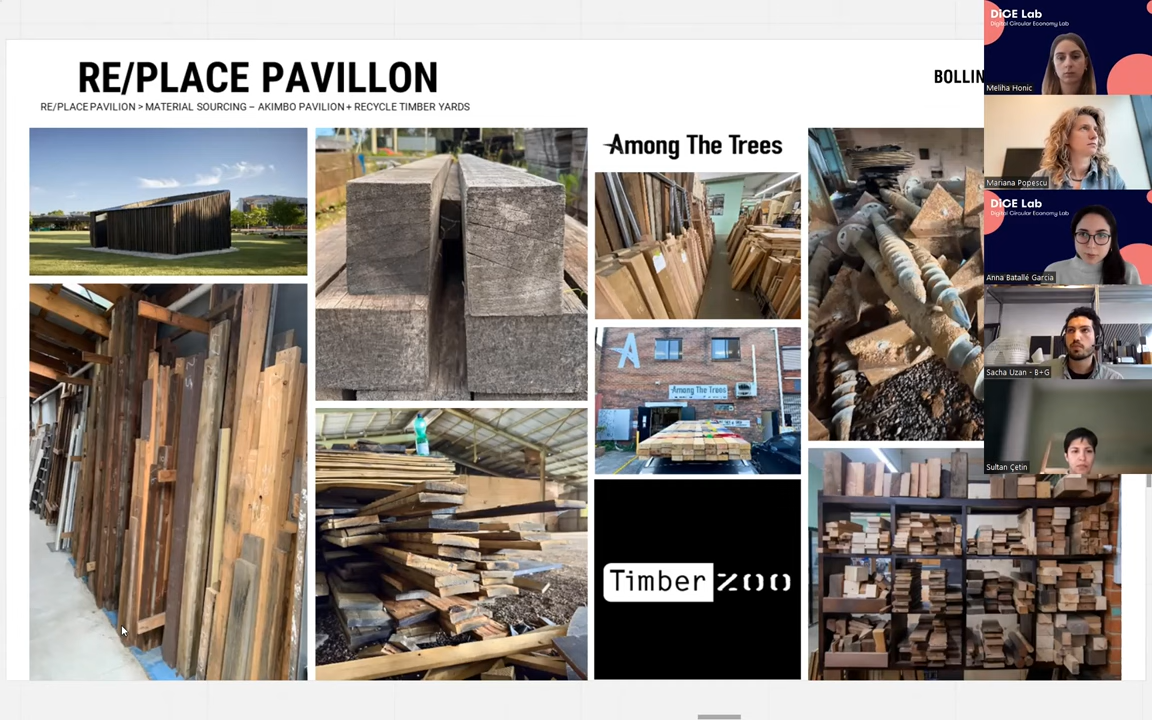 RE/PLACE PAVILLON
RE/PLACE PAVILION > MATERIAL SOURCING – AKIMBO PAVILION + RECYCLE TIMBER YARDS
BOLLIN
Among The Trees
A
Among The Trees
Timber ZOO
DiCE Lab
Digital Circular Economy Lab
Meliha Honic
Mariana Popescu
DiCE Lab
Digital Circular Economy Lab
Anna Batallé Garcia
Sacha Uzan - B+G
Sultan Çetin